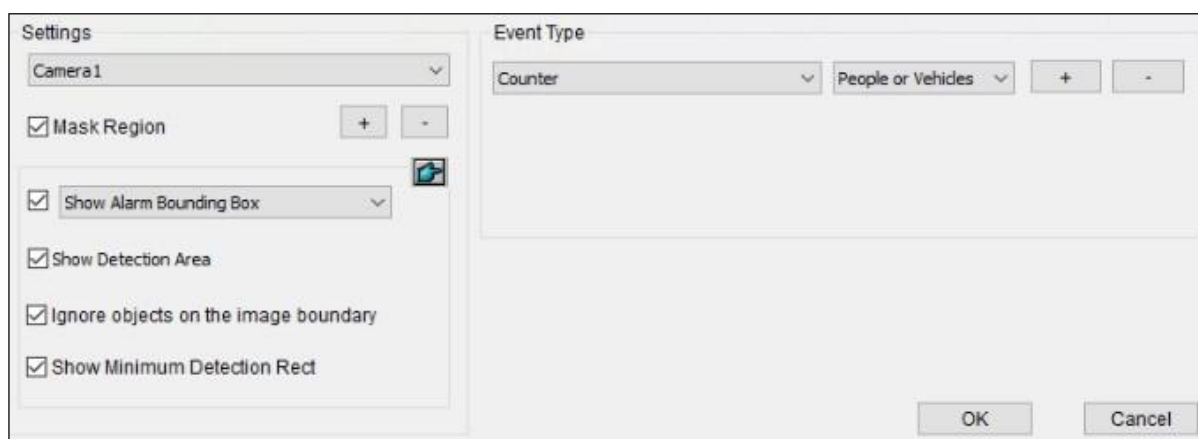 Settings
Camera1
Mask Region + -
Show Alarm Bounding Box
Show Detection Area
Ignore objects on the image boundary
Show Minimum Detection Rect
Event Type
Counter People or Vehicles + -
OK Cancel